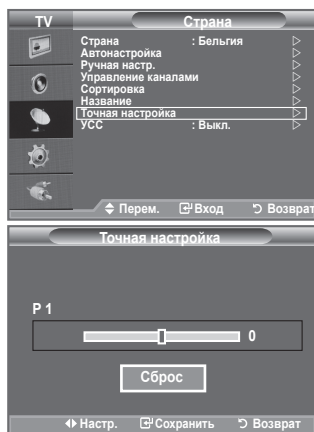 TV Страна
Страна : Бельгия
Автонастройка
Ручная настр.
Управление каналами
Сортировка
Название
Точная настройка
УСС : Выкл.
Перем. Вход Возврат
Точная настройка
P 1
0
Сброс
Настр. Сохранить Возврат